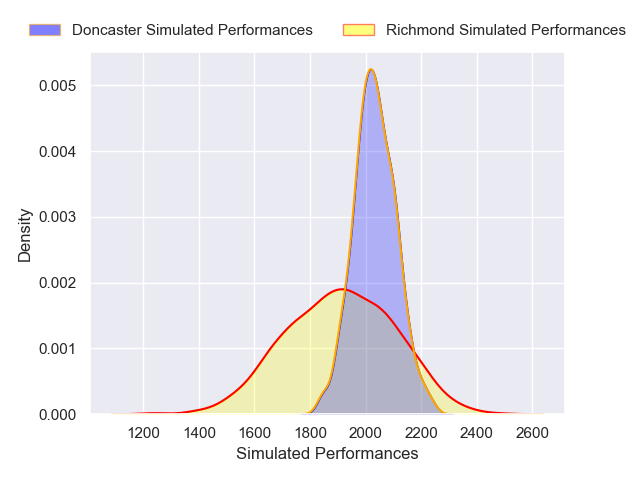 Doncaster Simulated Performances
Richmond Simulated Performances
0.005
0.004
0.003
0.002
0.001
0.000
Density
1200 1400 1600 1800 2000 2200 2400 2600
Simulated Performances